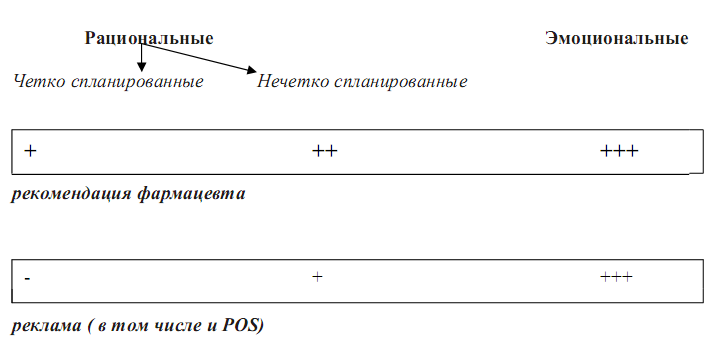 Рациональные Эмоциональные
Четко спланированные Нечетко спланированные
+ ++ +++
рекомендация фармацевта
- + +++
реклама ( в том числе и POS)